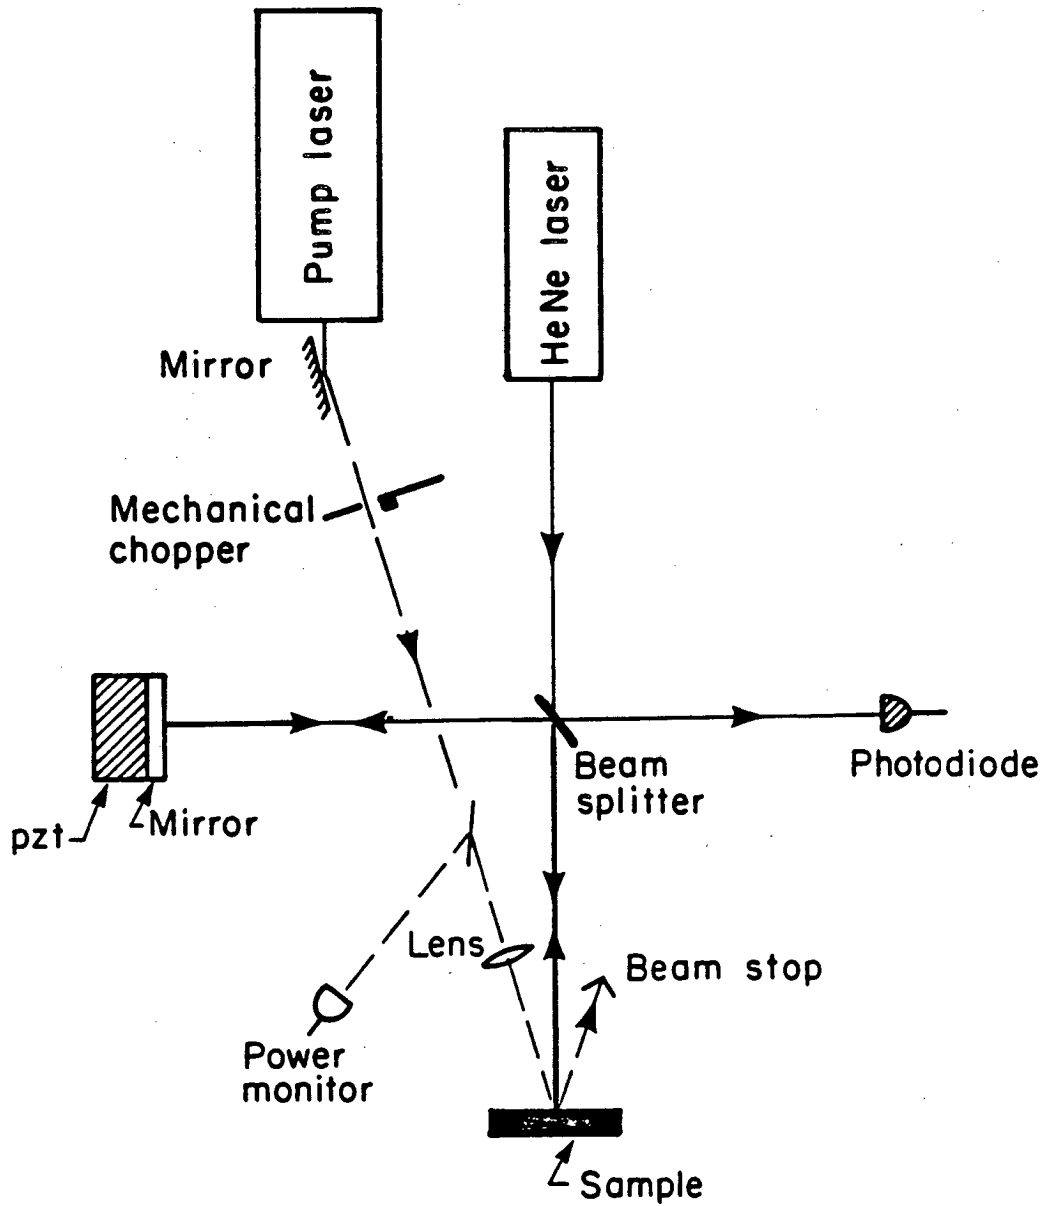 Pump laser
HeNe laser
Mirror
Mechanical
chopper
Beam
splitter
Photodiode
pzt
Mirror
Lens
Beam stop
Power
monitor
Sample